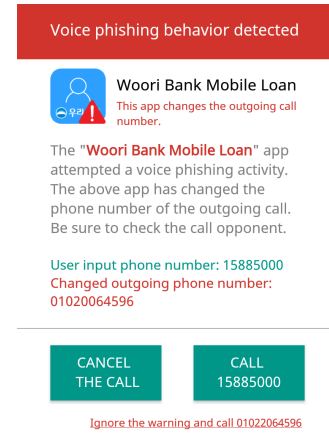 Voice phishing behavior detected
우리
Woori Bank Mobile Loan
This app changes the outgoing call
number.
The "Woori Bank Mobile Loan" app
attempted a voice phishing activity.
The above app has changed the
phone number of the outgoing call.
Be sure to check the call opponent.
User input phone number: 15885000
Changed outgoing phone number:
01020064596
CANCEL
THE CALL
CALL
15885000
Ignore the warning and call 01022064596